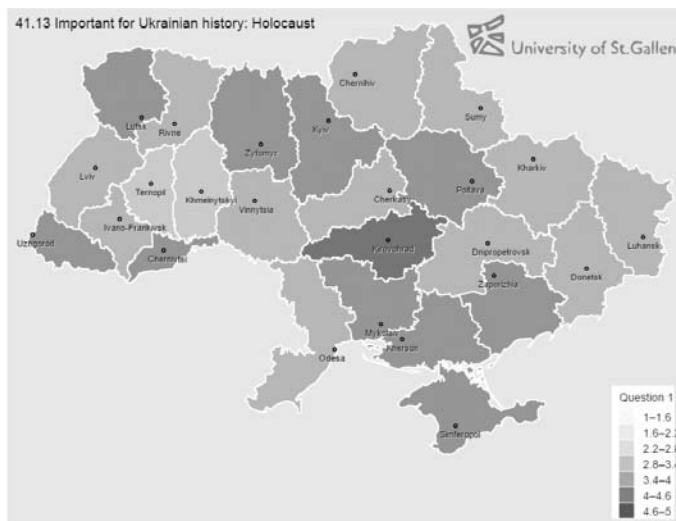 41.13 Important for Ukrainian history: Holocaust
University of St.Gallen
Chernihiv
Lutsk
Rivne
Sumy
Kyiv
Zytomyr
Lviv
Ternopil
Khmelnytskyi
Vinnytsia
Cherkasy
Poltava
Kharkiv
Ivano-Frankivsk
Uzhgorod
Chernivtsi
Kirovohrad
Dnipropetrovsk
Luhansk
Zaporizhia
Donetsk
Mykolaiv
Kherson
Odesa
Simferopol
Question 1
1–1.6
1.6–2.2
2.2–2.8
2.8–3.4
3.4–4
4–4.6
4.6–5